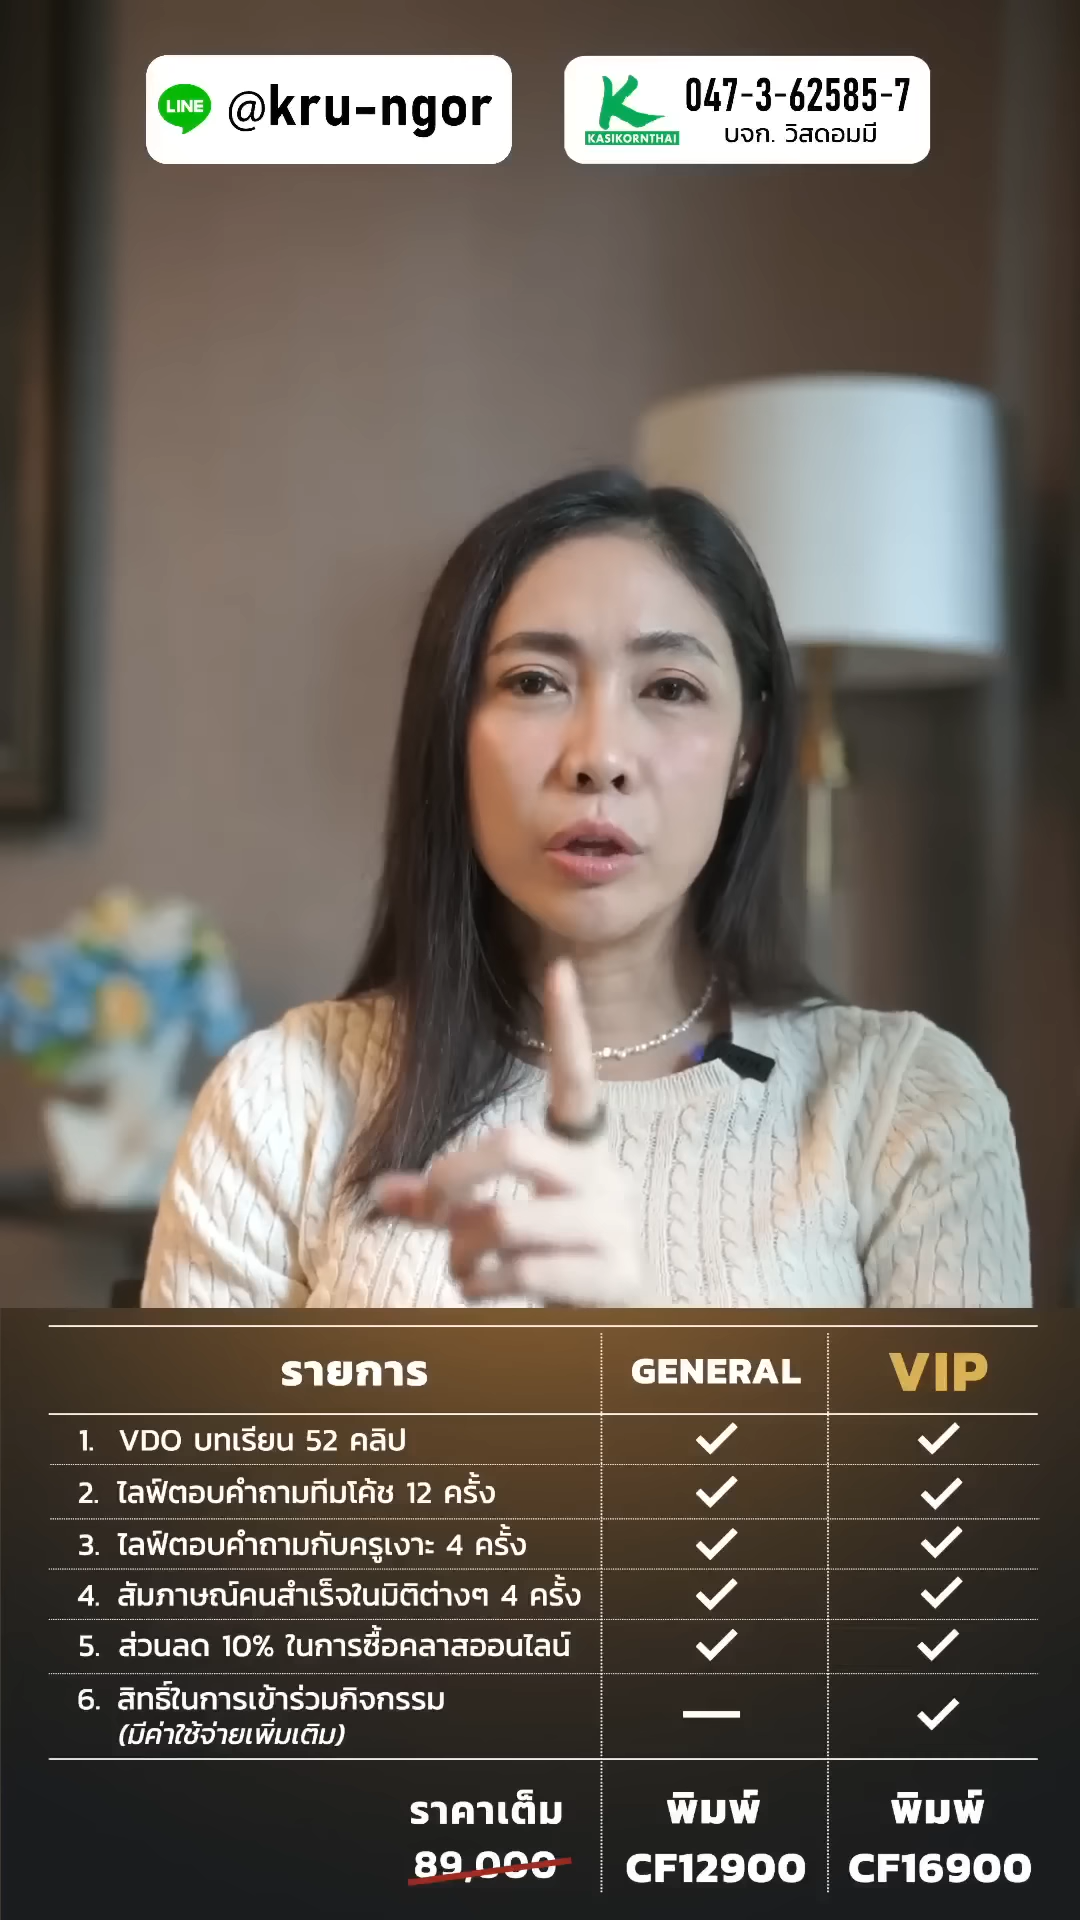 LINE @kru-ngor
KASIKORNTHAI
047-3-62585-7
บจก. วิสดอมมี
รายการ GENERAL VIP
1. VDO บทเรียน 52 คลิป
2. ไลฟ์ตอบคำถามทีมโค้ช 12 ครั้ง
3. ไลฟ์ตอบคำถามกับครูเงาะ 4 ครั้ง
4. สัมภาษณ์คนสำเร็จในมิติต่างๆ 4 ครั้ง
5. ส่วนลด 10% ในการซื้อคลาสออนไลน์
6. สิทธิ์ในการเข้าร่วมกิจกรรม
(มีค่าใช้จ่ายเพิ่มเติม)
ราคาเต็ม พิมพ์ พิมพ์
89,000 CF12900 CF16900